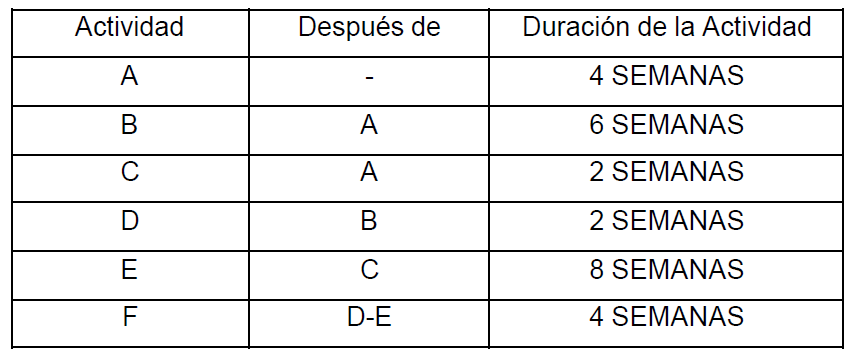 Actividad Después de Duración de la Actividad
A - 4 SEMANAS
B A 6 SEMANAS
C A 2 SEMANAS
D B 2 SEMANAS
E C 8 SEMANAS
F D-E 4 SEMANAS